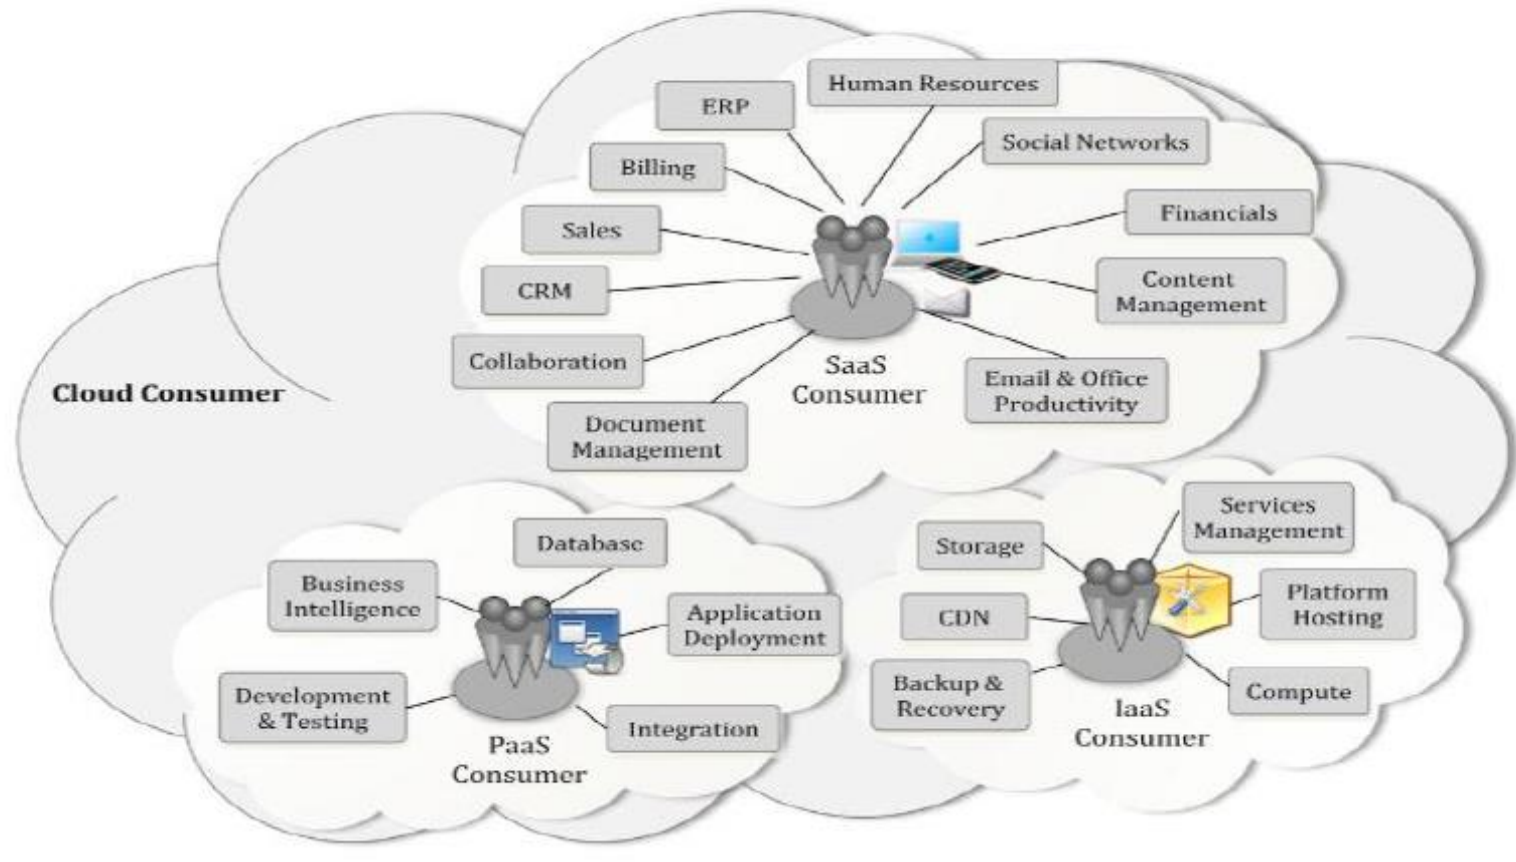 Human Resources
ERP
Social Networks
Billing
Financials
Sales
CRM
Content
Management
Collaboration
SaaS
Consumer
Email & Office
Productivity
Document
Management
Cloud Consumer
Database
Business
Intelligence
Application
Deployment
Development
& Testing
Integration
PaaS
Consumer
Services
Management
Storage
Platform
Hosting
CDN
Backup &
Recovery
Compute
IaaS
Consumer